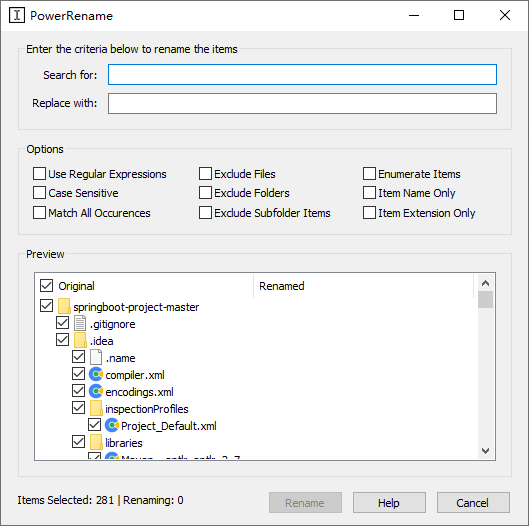 PowerRename
Enter the criteria below to rename the items
Search for:
Replace with:
Options
Use Regular Expressions
Exclude Files
Enumerate Items
Case Sensitive
Exclude Folders
Item Name Only
Match All Occurences
Exclude Subfolder Items
Item Extension Only
Preview
Original
Renamed
springboot-project-master
.gitignore
.idea
.name
compiler.xml
encodings.xml
inspectionProfiles
Project_Default.xml
libraries
Items Selected: 281 | Renaming: 0
Rename
Help
Cancel